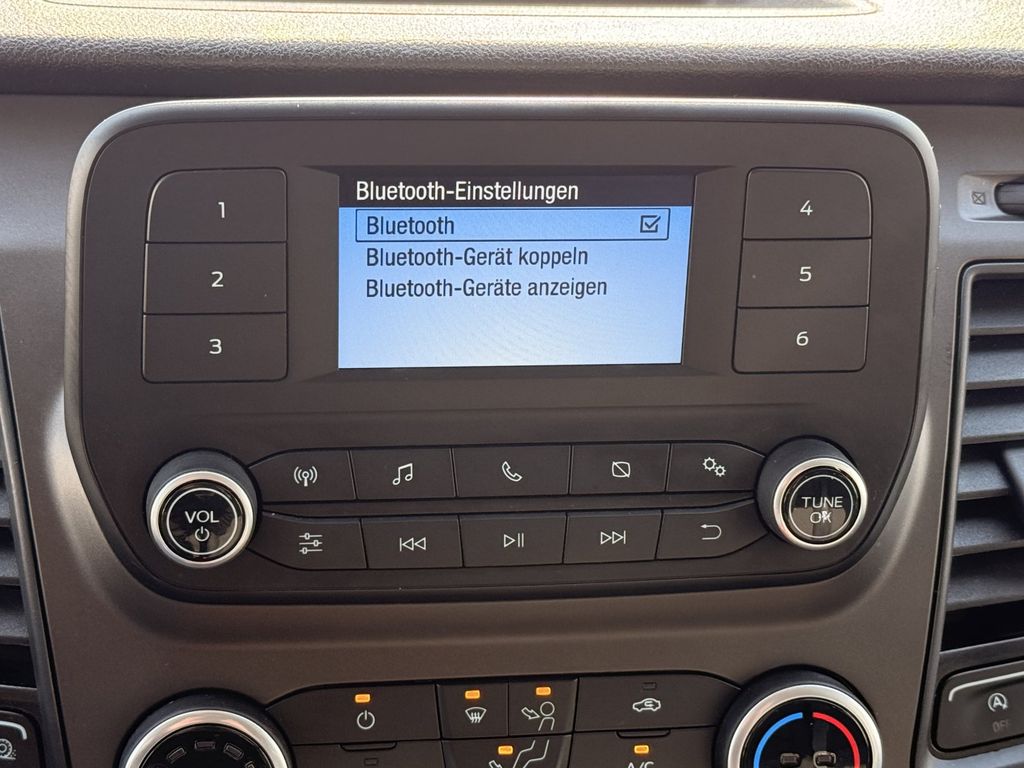 Bluetooth-Einstellungen
Bluetooth
Bluetooth-Gerät koppeln
Bluetooth-Geräte anzeigen
1
2
3
4
5
6
VOL
TUNE
OK
A/C
A
OFF